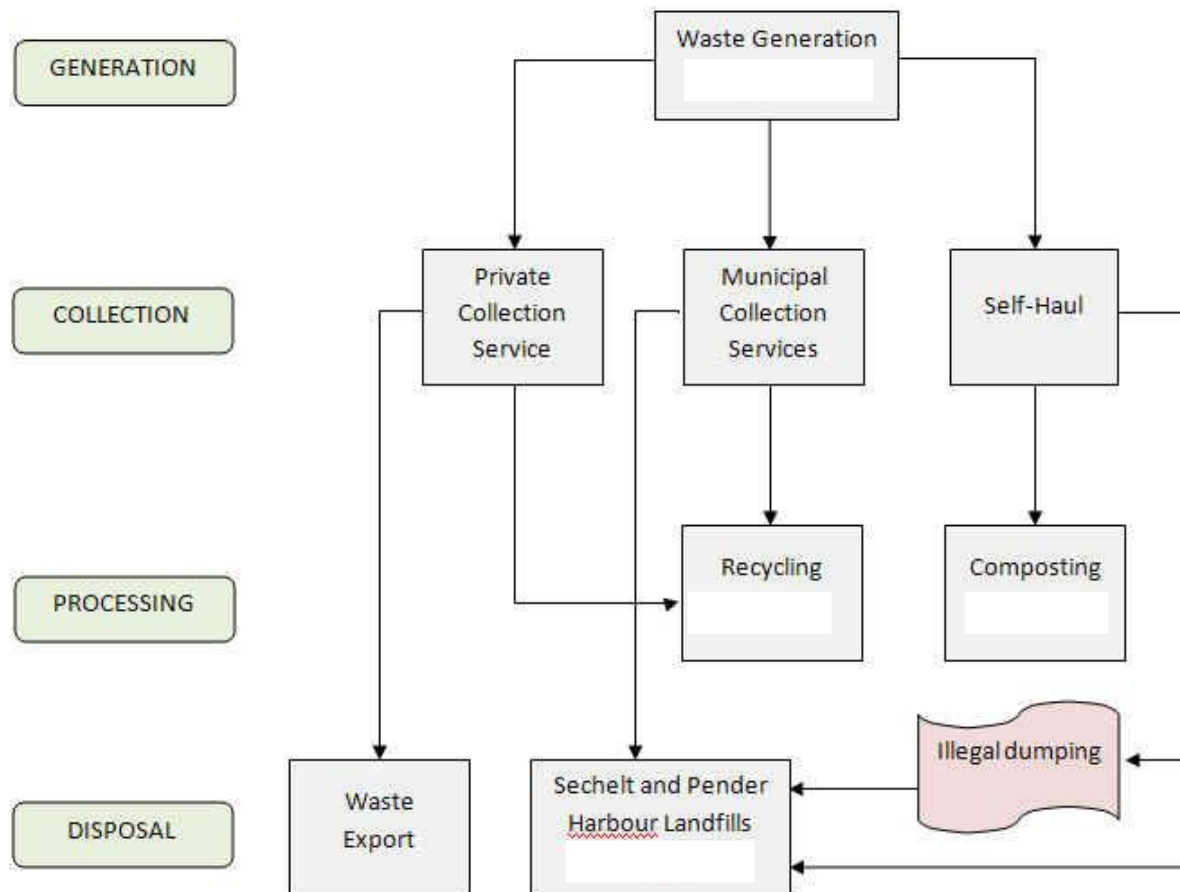 GENERATION
Waste Generation
COLLECTION
Private
Collection
Service
Municipal
Collection
Services
Self-Haul
PROCESSING
Recycling
Composting
Illegal dumping
DISPOSAL
Waste
Export
Sechelt and Pender
Harbour Landfills